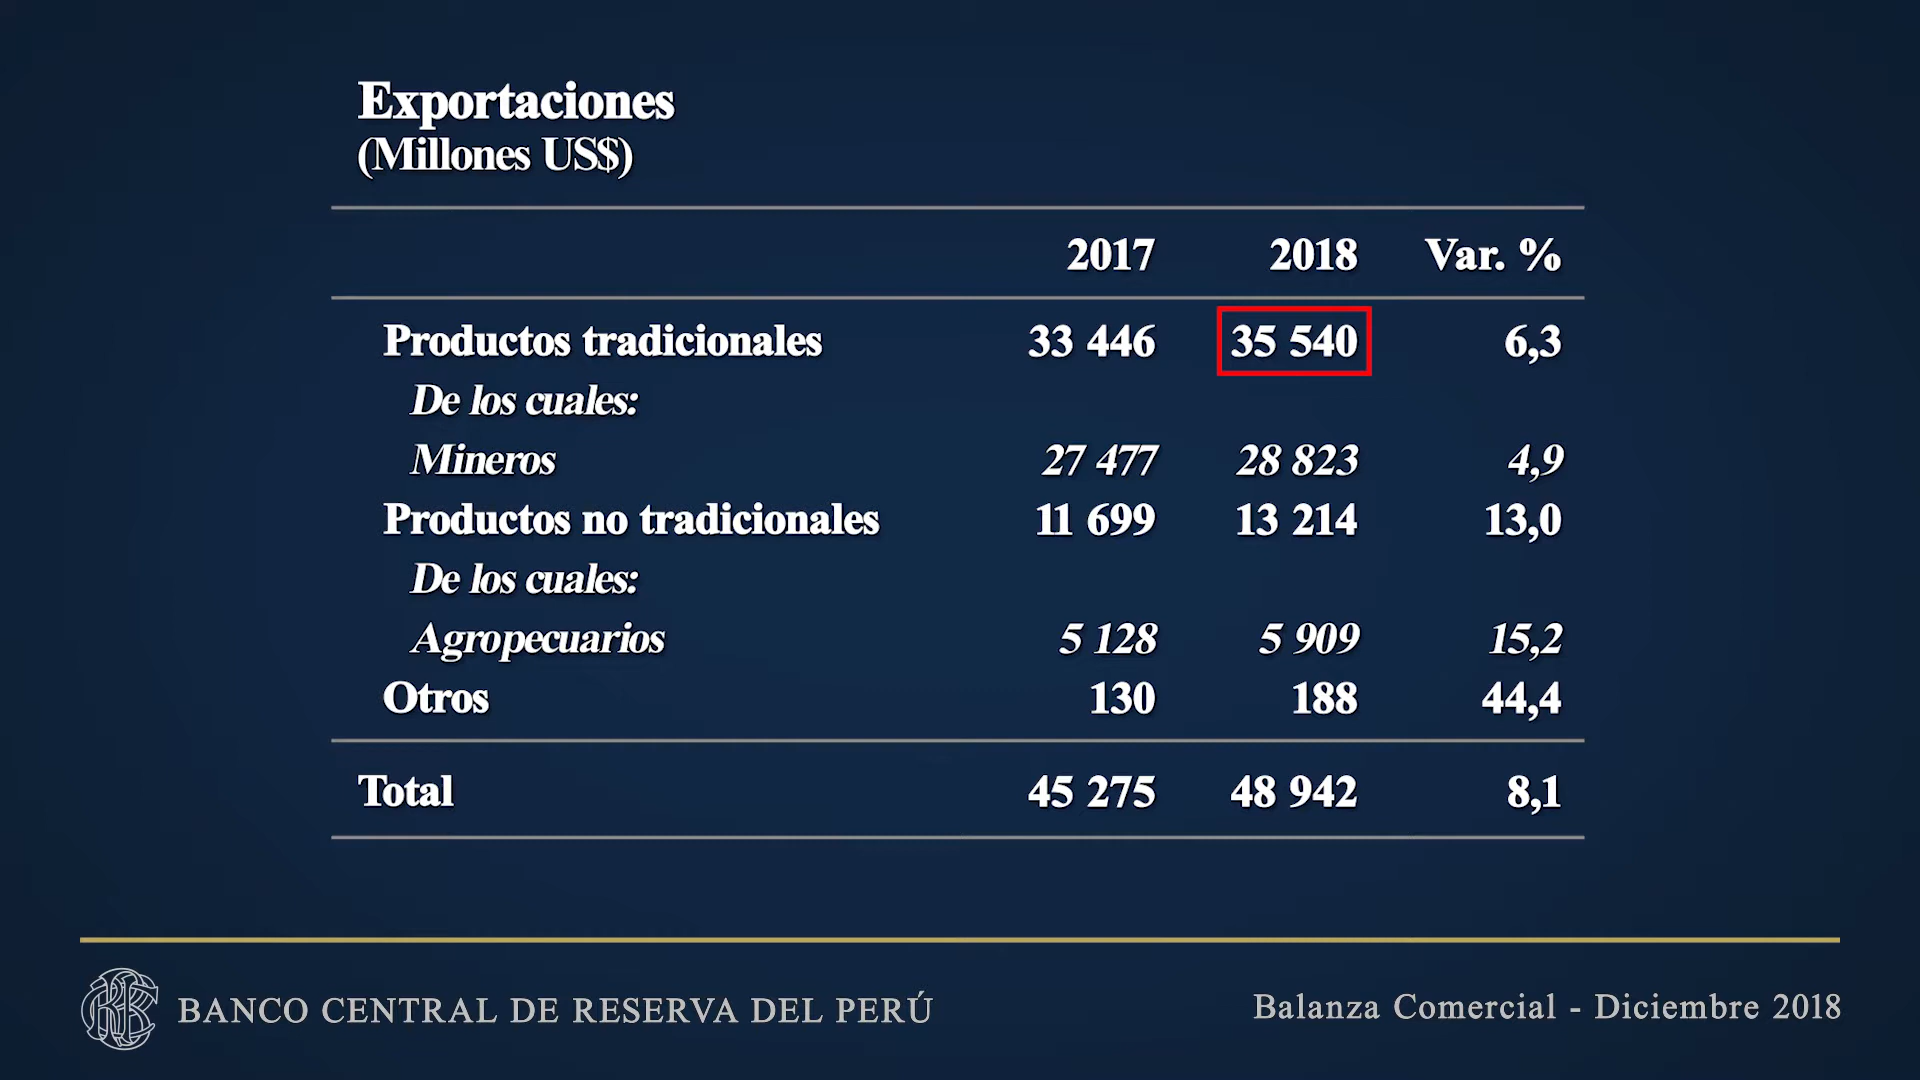 Exportaciones
(Millones US$)
2017 2018 Var. %
Productos tradicionales 33 446 35 540 6,3
De los cuales:
Mineros 27 477 28 823 4,9
Productos no tradicionales 11 699 13 214 13,0
De los cuales:
Agropecuarios 5 128 5 909 15,2
Otros 130 188 44,4
Total 45 275 48 942 8,1
BANCO CENTRAL DE RESERVA DEL PERÚ
Balanza Comercial - Diciembre 2018